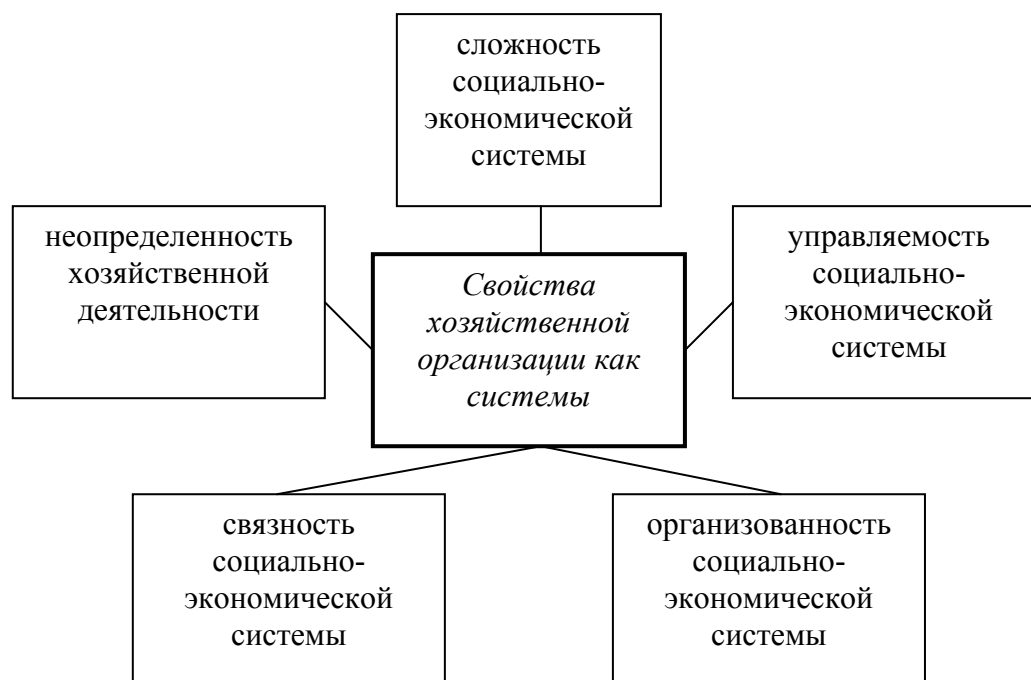 сложность
социально-
экономической
системы
неопределенность
хозяйственной
деятельности
Свойства
хозяйственной
организации как
системы
управляемость
социально-
экономической
системы
связность
социально-
экономической
системы
организованность
социально-
экономической
системы